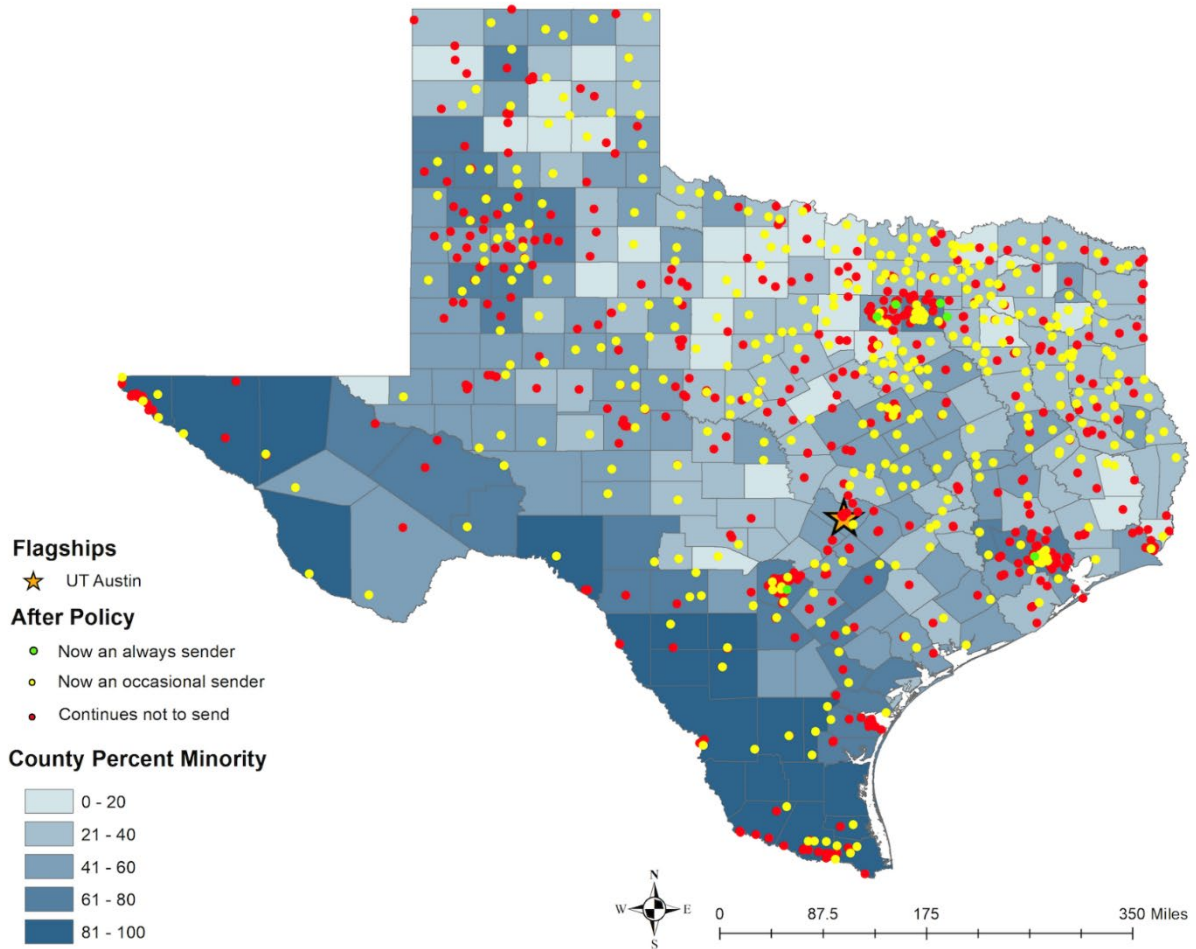 Flagships
UT Austin
After Policy
Now an always sender
Now an occasional sender
Continues not to send
County Percent Minority
0 - 20
21 - 40
41 - 60
61 - 80
81 - 100
N
W E
S
0 87.5 175 350 Miles